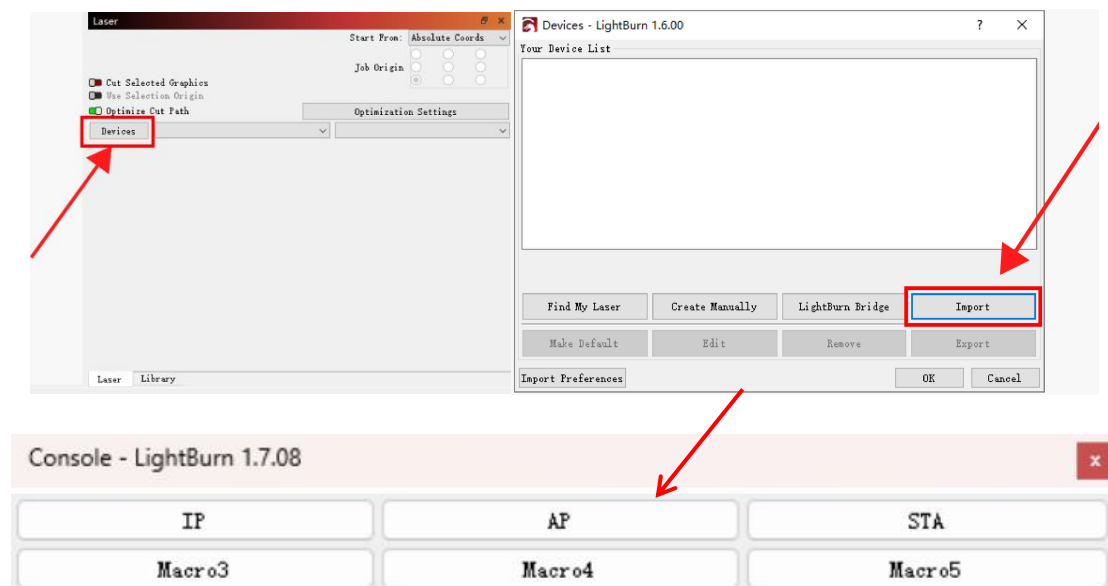 Laser
Start From: Absolute Coords
Job Origin
Cut Selected Graphics
Use Selection Origin
Optimize Cut Path
Optimization Settings
Devices
Laser Library
Devices - LightBurn 1.6.00
Your Device List
Find My Laser Create Manually LightBurn Bridge Import
Make Default Edit Remove Export
Import Preferences OK Cancel
Console - LightBurn 1.7.08
IP AP STA
Macro3 Macro4 Macro5